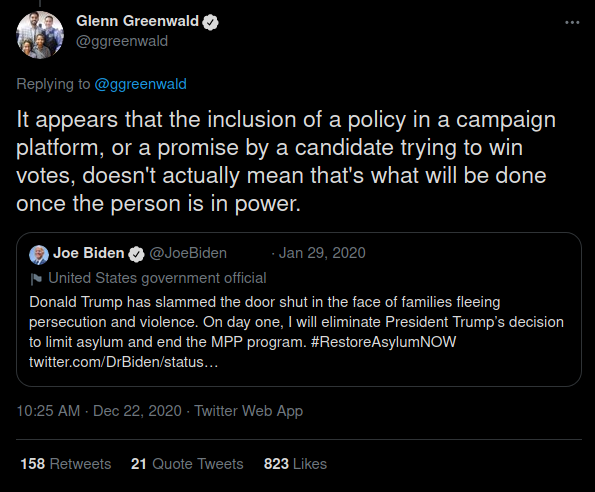 Glenn Greenwald
@ggreenwald
Replying to @ggreenwald
It appears that the inclusion of a policy in a campaign
platform, or a promise by a candidate trying to win
votes, doesn't actually mean that's what will be done
once the person is in power.
Joe Biden @JoeBiden · Jan 29, 2020
United States government official
Donald Trump has slammed the door shut in the face of families fleeing
persecution and violence. On day one, I will eliminate President Trump's decision
to limit asylum and end the MPP program. #RestoreAsylumNOW
twitter.com/DrBiden/status…
10:25 AM · Dec 22, 2020 · Twitter Web App
158 Retweets 21 Quote Tweets 823 Likes